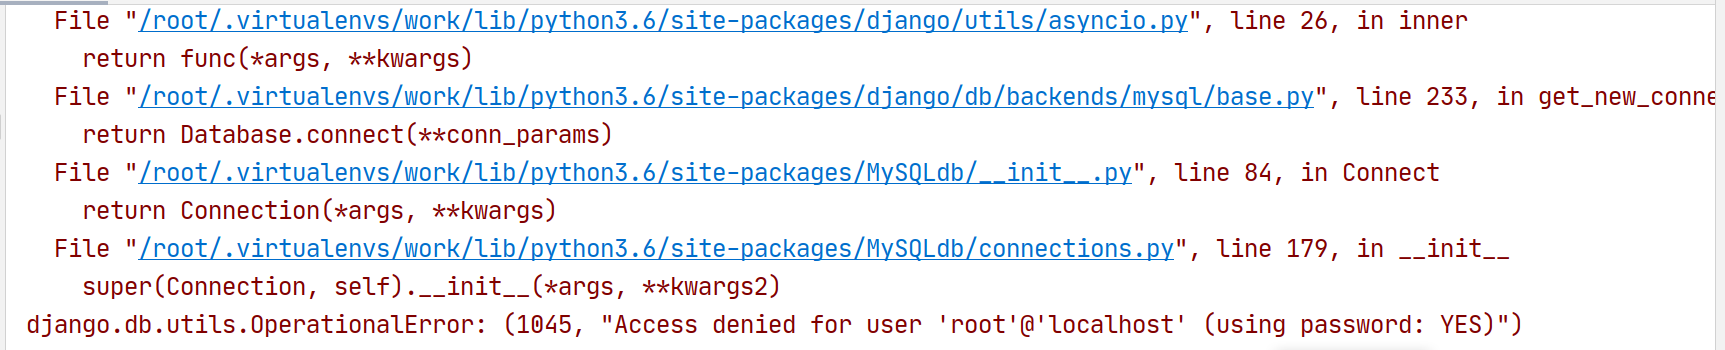 File "/root/.virtualenvs/work/lib/python3.6/site-packages/django/utils/asyncio.py", line 26, in inner
return func(*args, **kwargs)
File "/root/.virtualenvs/work/lib/python3.6/site-packages/django/db/backends/mysql/base.py", line 233, in get_new_conne
return Database.connect(**conn_params)
File "/root/.virtualenvs/work/lib/python3.6/site-packages/MySQLdb/__init__.py", line 84, in Connect
return Connection(*args, **kwargs)
File "/root/.virtualenvs/work/lib/python3.6/site-packages/MySQLdb/connections.py", line 179, in __init__
super(Connection, self).__init__(*args, **kwargs2)
django.db.utils.OperationalError: (1045, "Access denied for user 'root'@'localhost' (using password: YES)")